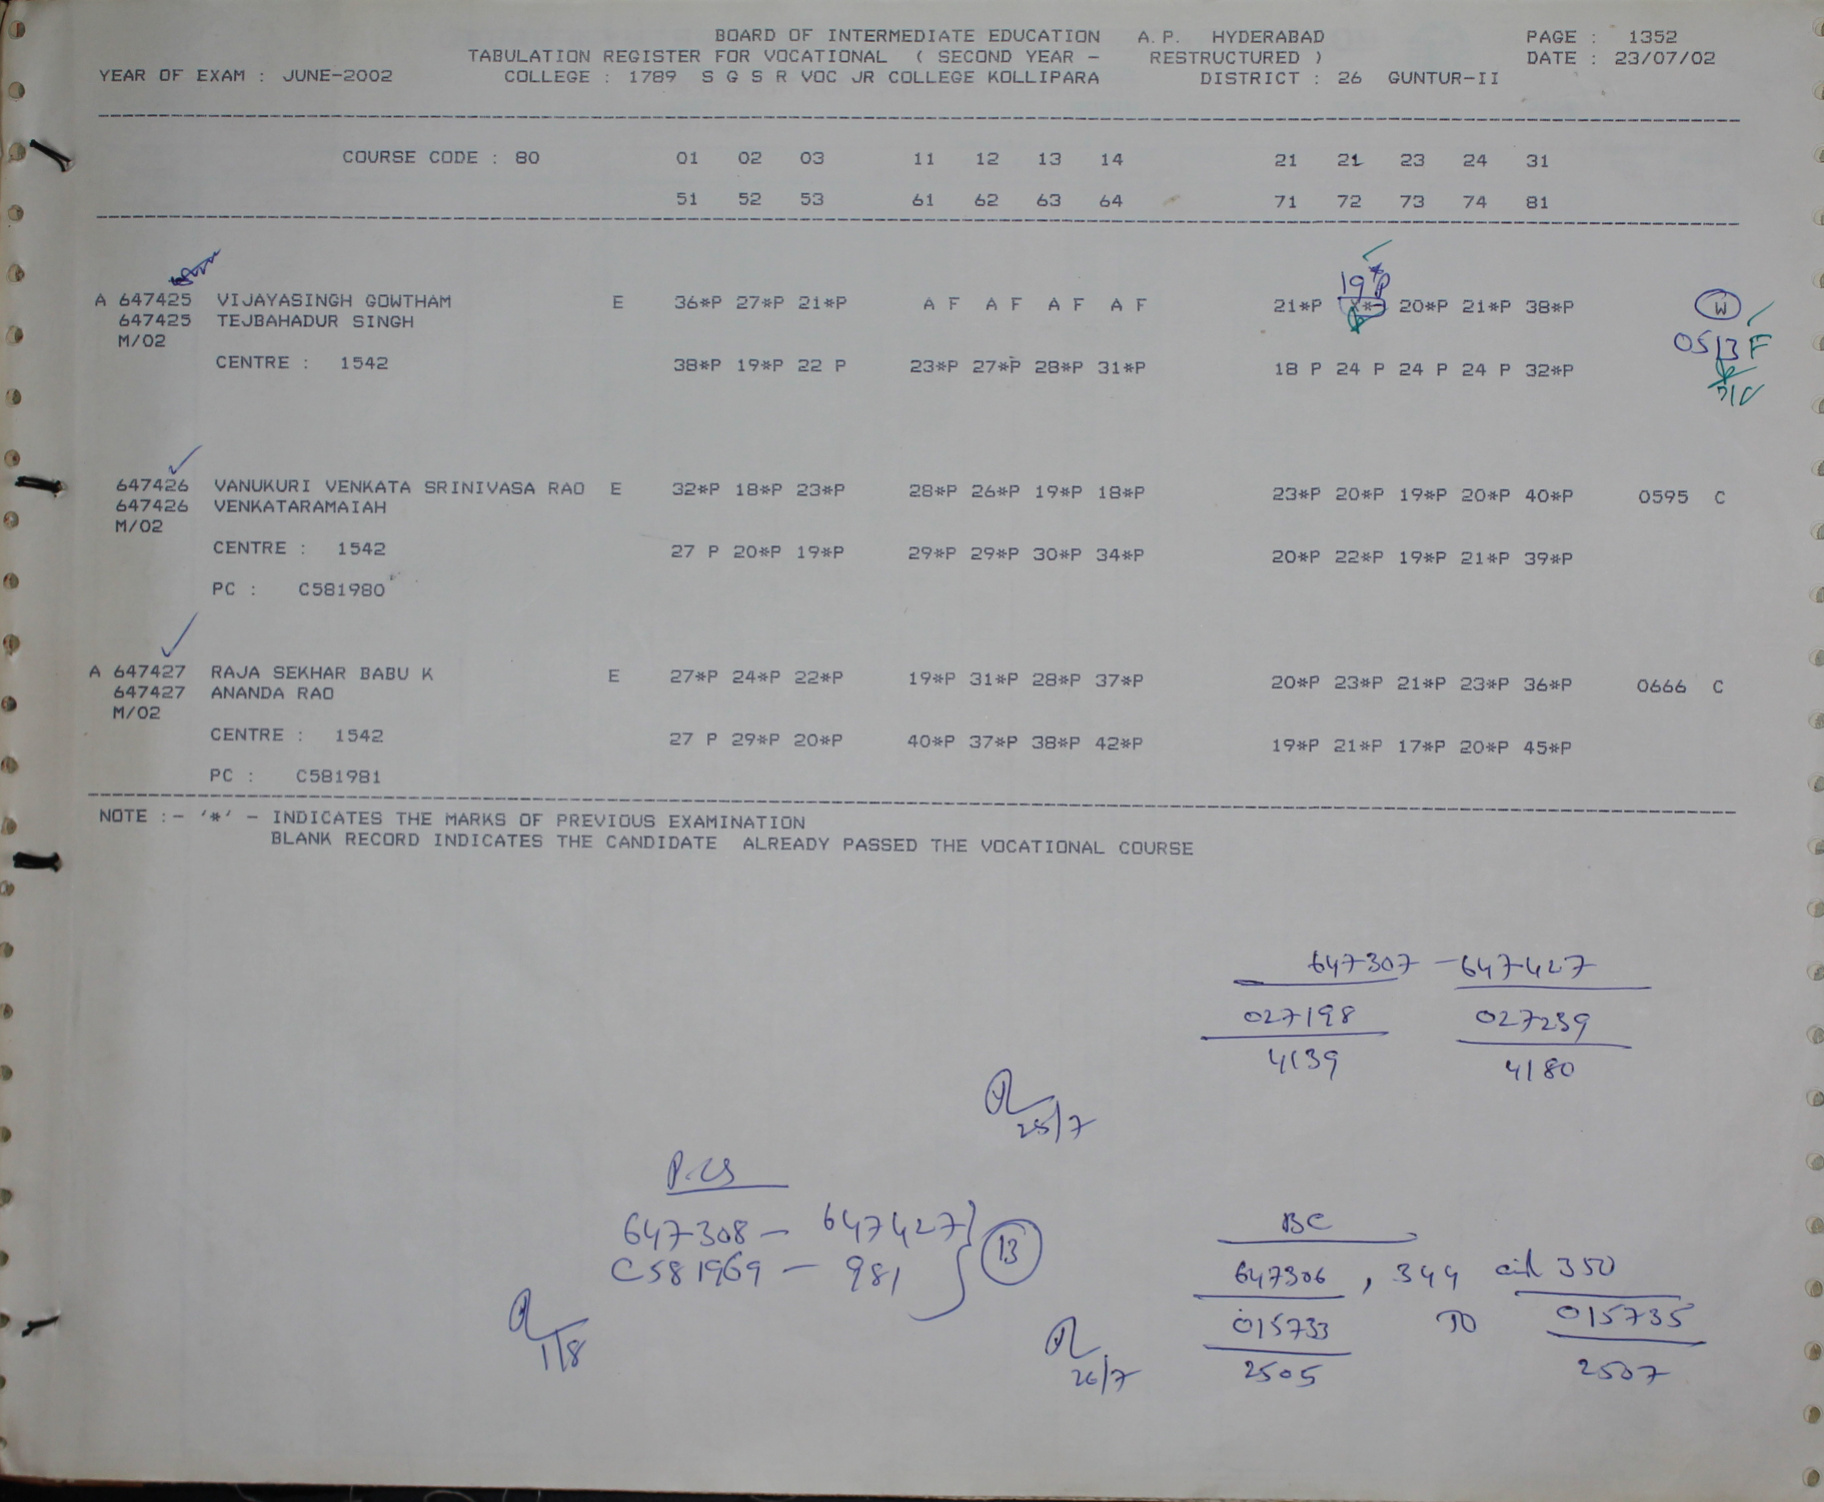 BOARD OF INTERMEDIATE EDUCATION A.P. HYDERABAD PAGE : 1352
TABULATION REGISTER FOR VOCATIONAL ( SECOND YEAR - RESTRUCTURED ) DATE : 23/07/02
YEAR OF EXAM : JUNE-2002 COLLEGE : 1789 S G S R VOC JR COLLEGE KOLLIPARA DISTRICT : 26 GUNTUR-II
COURSE CODE : 80 01 02 03 11 12 13 14 21 21 23 24 31
51 52 53 61 62 63 64 71 72 73 74 81
19*P
A 647425 VIJAYASINGH GOWTHAM E 36*P 27*P 21*P A F A F A F A F 21*P X*- 20*P 21*P 38*P W
647425 TEJBAHADUR SINGH
M/02 0513 F
CENTRE : 1542 38*P 19*P 22 P 23*P 27*P 28*P 31*P 18 P 24 P 24 P 24 P 32*P
647426 VANUKURI VENKATA SRINIVASA RAO E 32*P 18*P 23*P 28*P 26*P 19*P 18*P 23*P 20*P 19*P 20*P 40*P 0595 C
647426 VENKATARAMAIAH
M/02
CENTRE : 1542 27 P 20*P 19*P 29*P 29*P 30*P 34*P 20*P 22*P 19*P 21*P 39*P
PC : C581980
A 647427 RAJA SEKHAR BABU K E 27*P 24*P 22*P 19*P 31*P 28*P 37*P 20*P 23*P 21*P 23*P 36*P 0666 C
647427 ANANDA RAO
M/02
CENTRE : 1542 27 P 29*P 20*P 40*P 37*P 38*P 42*P 19*P 21*P 17*P 20*P 45*P
PC : C581981
NOTE :- '*' - INDICATES THE MARKS OF PREVIOUS EXAMINATION
BLANK RECORD INDICATES THE CANDIDATE ALREADY PASSED THE VOCATIONAL COURSE
647307 - 647427
027198 027239
4139 4180
25/7
P.Cs
647308 - 647427
C581969 - 981
13
1/8
BC
647306, 344 and 350
015733 TO 015735
2505 2507
26/7